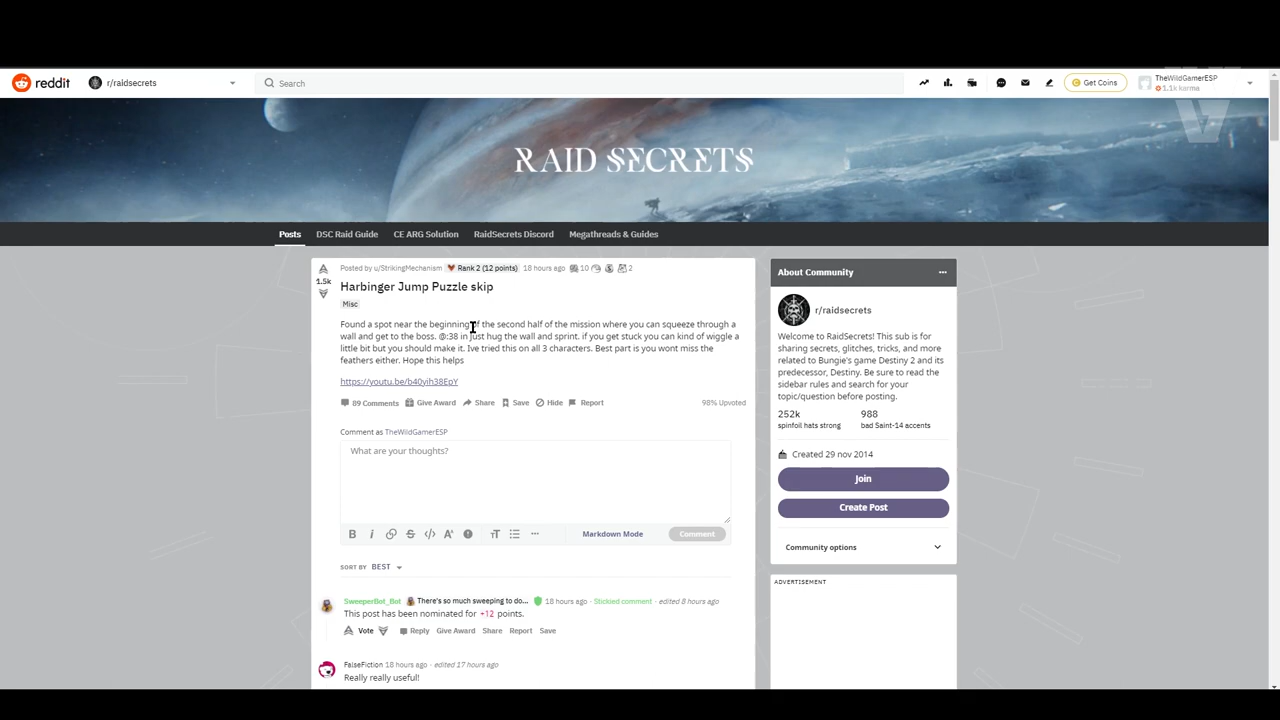 reddit r/raidsecrets Search Get Coins TheWildGamerESP
1.1k karma
RAID SECRETS
Posts DSC Raid Guide CE ARG Solution RaidSecrets Discord Megathreads & Guides
Posted by u/StrikingMechanism Rank 2 (12 points) 18 hours ago 10 2
1.5k
Harbinger Jump Puzzle skip
Misc
Found a spot near the beginning of the second half of the mission where you can squeeze through a
wall and get to the boss. @:38 in just hug the wall and sprint. if you get stuck you can kind of wiggle a
little bit but you should make it. Ive tried this on all 3 characters. Best part is you wont miss the
feathers either. Hope this helps
https://youtu.be/b40yih38EpY
89 Comments Give Award Share Save Hide Report 98% Upvoted
Comment as TheWildGamerESP
What are your thoughts?
B i Markdown Mode Comment
SORT BY BEST
SweeperBot_Bot There's so much sweeping to do... 18 hours ago · Stickied comment · edited 8 hours ago
This post has been nominated for +12 points.
Vote Reply Give Award Share Report Save
FalseFiction 18 hours ago · edited 17 hours ago
Really really useful!
About Community
r/raidsecrets
Welcome to RaidSecrets! This sub is for
sharing secrets, glitches, tricks, and more
related to Bungie's game Destiny 2 and its
predecessor, Destiny. Be sure to read the
sidebar rules and search for your
topic/question before posting.
252k 988
spinfoil hats strong bad Saint-14 accents
Created 29 nov 2014
Join
Create Post
Community options
ADVERTISEMENT